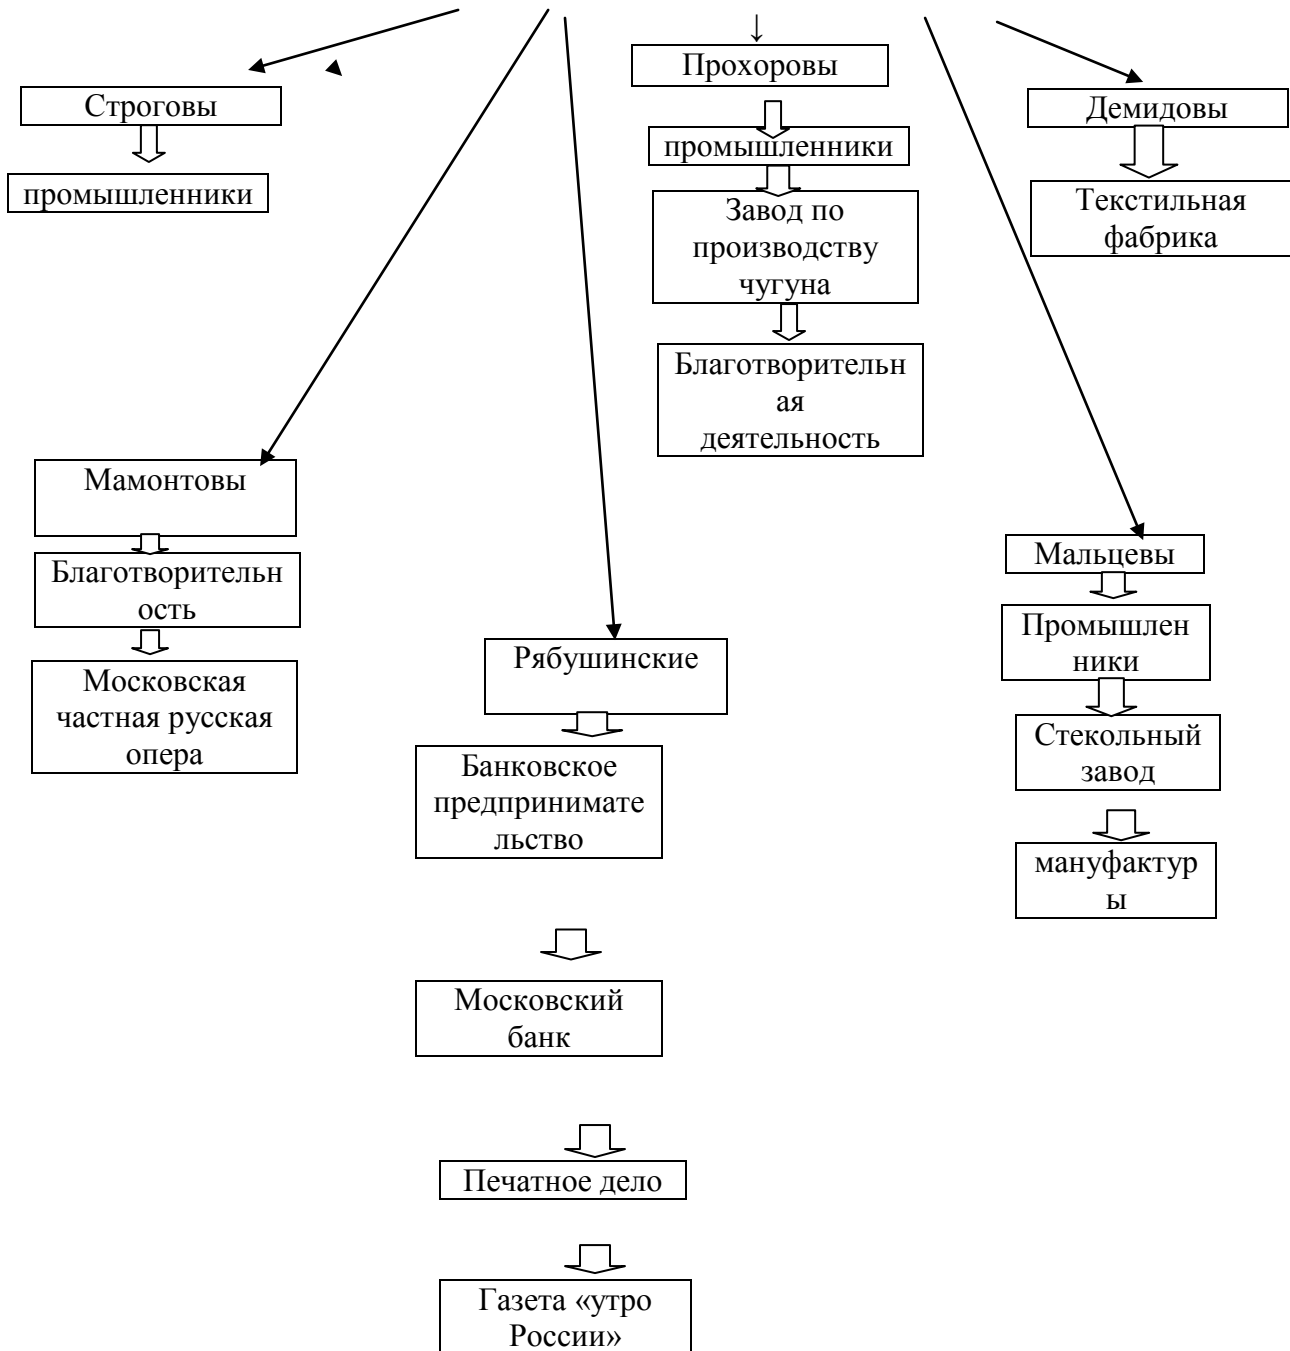 Строговы
промышленники
Прохоровы
промышленники
Завод по
производству
чугуна
Благотворительн
ая
деятельность
Демидовы
Текстильная
фабрика
Мамонтовы
Благотворительн
ость
Московская
частная русская
опера
Рябушинские
Банковское
предпринимате
льство
Московский
банк
Печатное дело
Газета «утро
России»
Мальцевы
Промышлен
ники
Стекольный
завод
мануфактур
ы